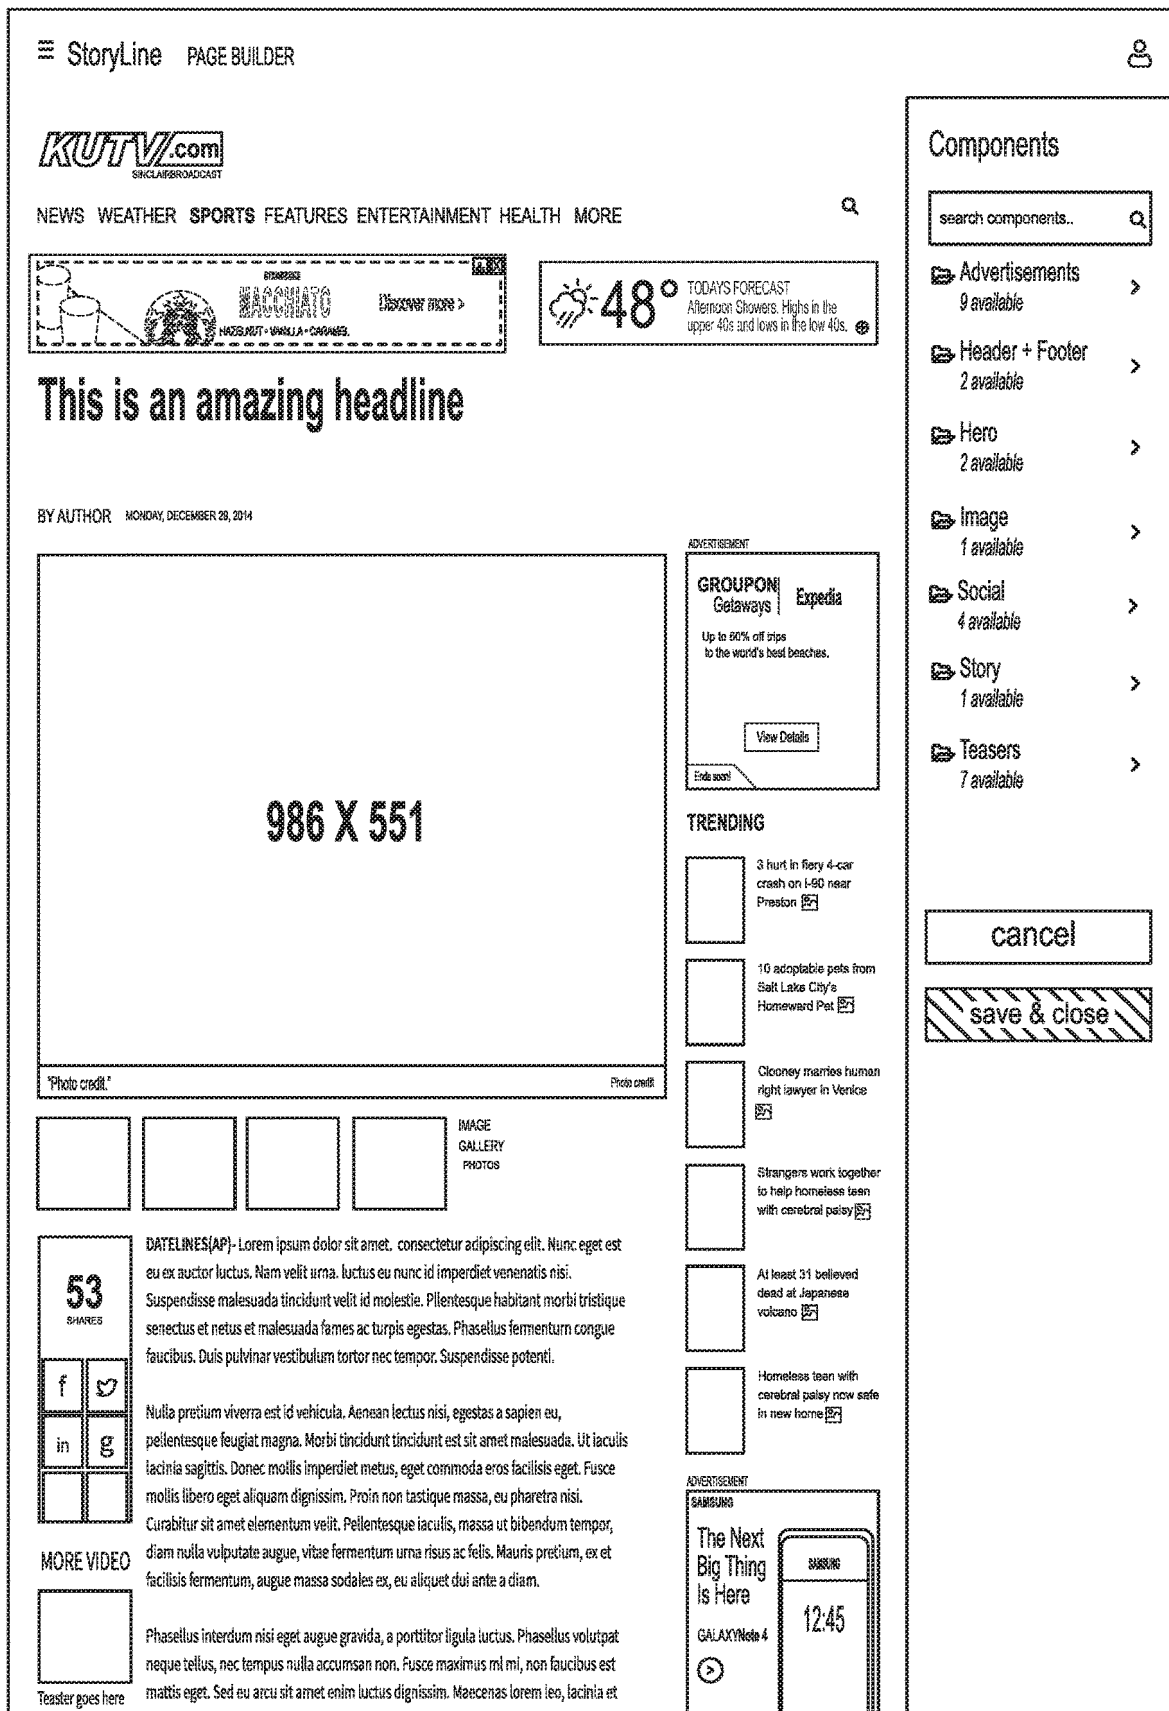 StoryLine PAGE BUILDER
KUTV.com
SINCLAIRBROADCAST
NEWS WEATHER SPORTS FEATURES ENTERTAINMENT HEALTH MORE
MACCHIATO
HAZELNUT • VANILLA • CARAMEL
Discover more >
48°
TODAYS FORECAST
Afternoon Showers. Highs in the
upper 40s and lows in the low 40s.
This is an amazing headline
BY AUTHOR MONDAY, DECEMBER 29, 2014
986 X 551
"Photo credit." Photo credit
IMAGE
GALLERY
PHOTOS
53
SHARES
f
in g
MORE VIDEO
Teaster goes here
DATELINES(AP)- Lorem ipsum dolor sit amet, consectetur adipiscing elit. Nunc eget est
eu ex auctor luctus. Nam velit urna. luctus eu nunc id imperdiet venenatis nisi.
Suspendisse malesuada tincidunt velit id molestie. Pllentesque habitant morbi tristique
senectus et netus et malesuada fames ac turpis egestas. Phasellus fermentum congue
faucibus. Duis pulvinar vestibulum tortor nec tempor. Suspendisse potenti.
Nulla pretium viverra est id vehicula. Aenean lectus nisi, egestas a sapien eu,
pellentesque feugiat magna. Morbi tincidunt tincidunt est sit amet malesuada. Ut iaculis
lacinia sagittis. Donec mollis imperdiet metus, eget commoda eros facilisis eget. Fusce
mollis libero eget aliquam dignissim. Proin non tastique massa, eu pharetra nisi.
Curabitur sit amet elementum velit. Pellentesque iaculis, massa ut bibendum tempor,
diam nulla vulputate augue, vitae fermentum urna risus ac felis. Mauris pretium, ex et
facilisis fermentum, augue massa sodales ex, eu aliquet dui ante a diam.
Phasellus interdum nisi eget augue gravida, a porttitor ligula luctus. Phasellus volutpat
neque tellus, nec tempus nulla accumsan non. Fusce maximus ml mi, non faucibus est
mattis eget. Sed eu arcu sit amet enim luctus dignissim. Maecenas lorem leo, lacinia et
ADVERTISEMENT
GROUPON
Getaways
Expedia
Up to 60% off trips
to the world's best beaches.
View Details
Ends soon!
TRENDING
3 hurt in fiery 4-car
crash on I-90 near
Preston
10 adoptable pets from
Salt Lake City's
Homeward Pet
Clooney marries human
right lawyer in Venice
Strangers work together
to help homeless teen
with cerebral palsy
At least 31 believed
dead at Japanese
volcano
Homeless teen with
cerebral palsy now safe
in new home
ADVERTISEMENT
SAMSUNG
The Next
Big Thing
Is Here
GALAXYNote 4
SAMSUNG
12:45
Components
search components..
Advertisements
9 available
Header + Footer
2 available
Hero
2 available
Image
1 available
Social
4 available
Story
1 available
Teasers
7 available
cancel
save & close